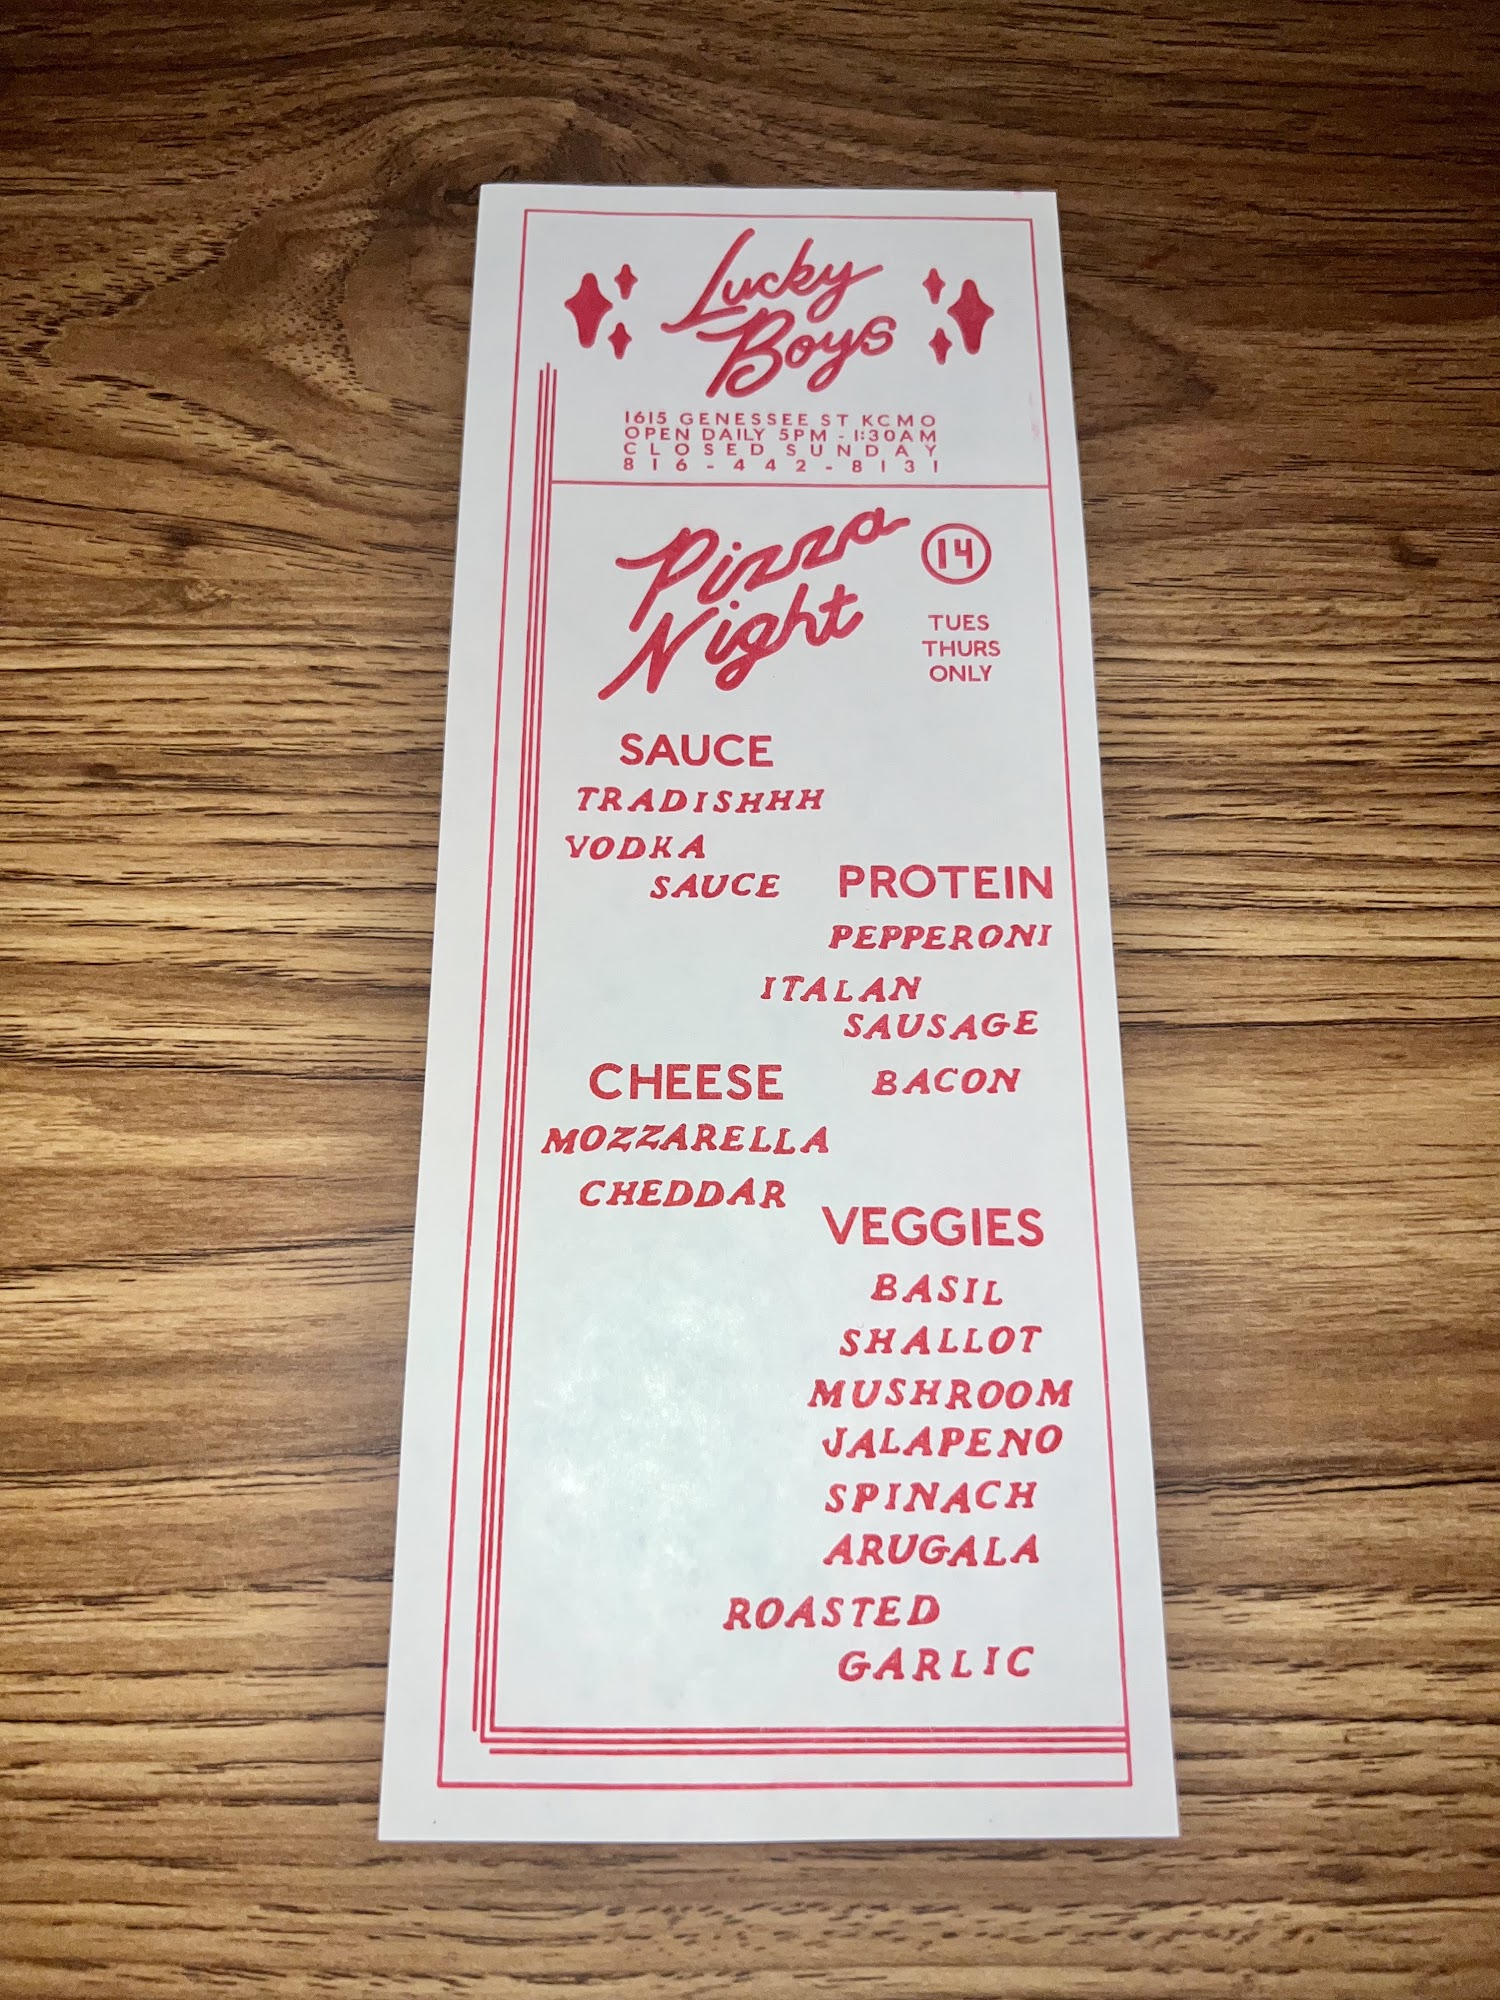 Lucky
Boys
1615 GENESSEE ST KCMO
OPEN DAILY 5PM - 1:30AM
CLOSED SUNDAY
816-442-8131
Pizza
Night
14
TUES
THURS
ONLY
SAUCE
TRADISHHH
VODKA
SAUCE
PROTEIN
PEPPERONI
ITALAN
SAUSAGE
BACON
CHEESE
MOZZARELLA
CHEDDAR
VEGGIES
BASIL
SHALLOT
MUSHROOM
JALAPENO
SPINACH
ARUGALA
ROASTED
GARLIC